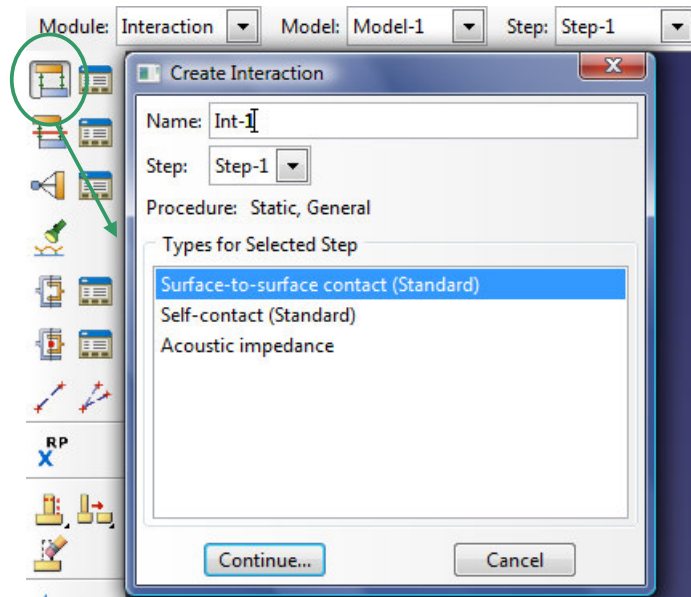 Module: Interaction Model: Model-1 Step: Step-1
Create Interaction
Name: Int-1
Step: Step-1
Procedure: Static, General
Types for Selected Step
Surface-to-surface contact (Standard)
Self-contact (Standard)
Acoustic impedance
RP
Continue... Cancel